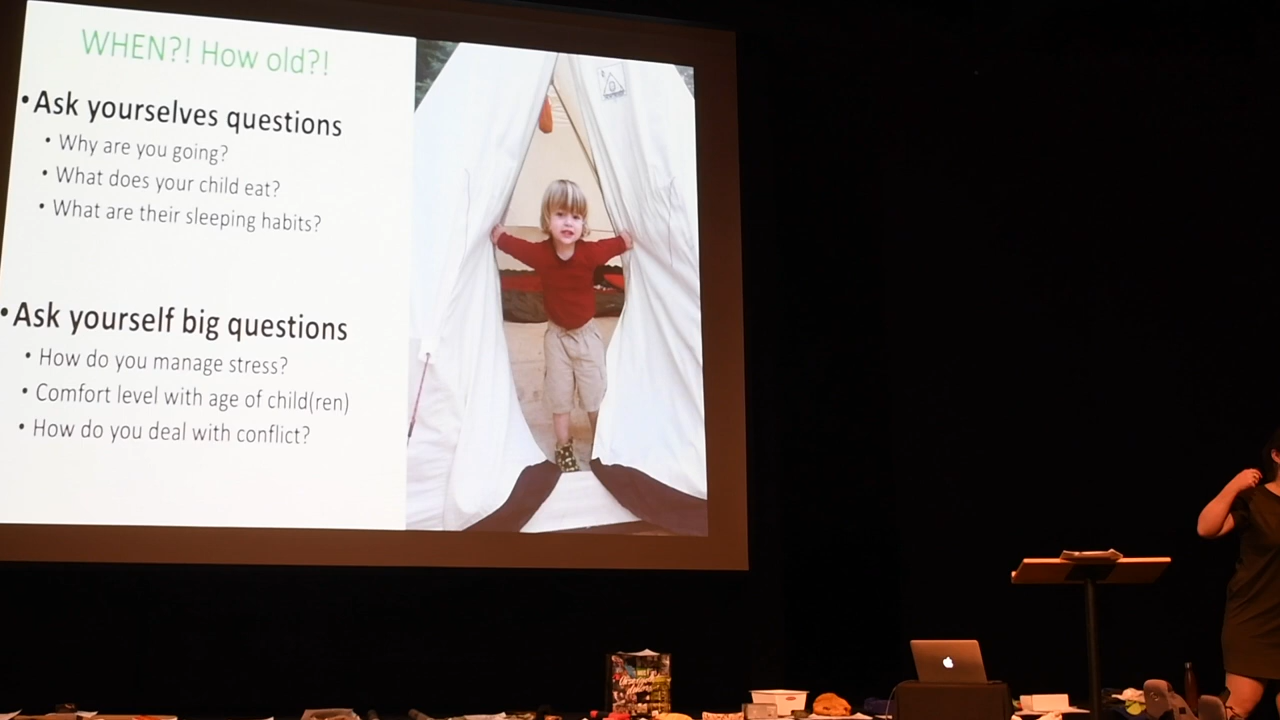 WHEN?! How old?!
• Ask yourselves questions
• Why are you going?
• What does your child eat?
• What are their sleeping habits?
• Ask yourself big questions
• How do you manage stress?
• Comfort level with age of child(ren)
• How do you deal with conflict?